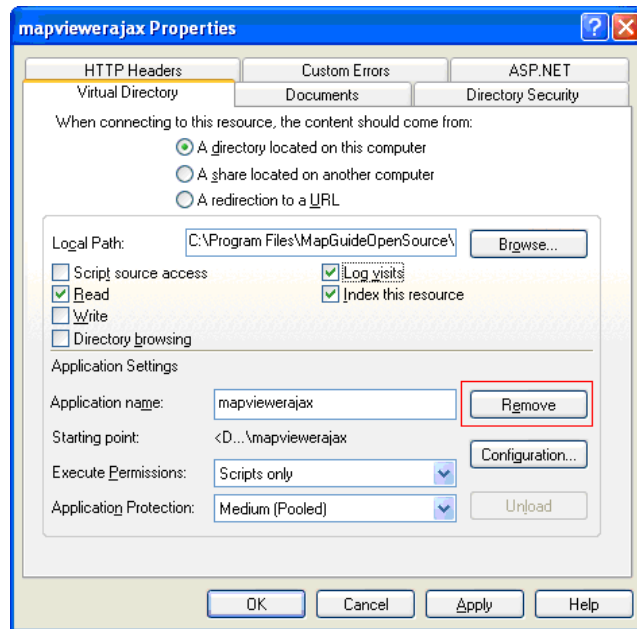 mapviewerajax Properties
HTTP Headers Custom Errors ASP.NET
Virtual Directory Documents Directory Security
When connecting to this resource, the content should come from:
A directory located on this computer
A share located on another computer
A redirection to a URL
Local Path: C:\Program Files\MapGuideOpenSource\ Browse...
Script source access Log visits
Read Index this resource
Write
Directory browsing
Application Settings
Application name: mapviewerajax Remove
Starting point: <D...\mapviewerajax
Configuration...
Execute Permissions: Scripts only
Application Protection: Medium (Pooled) Unload
OK Cancel Apply Help